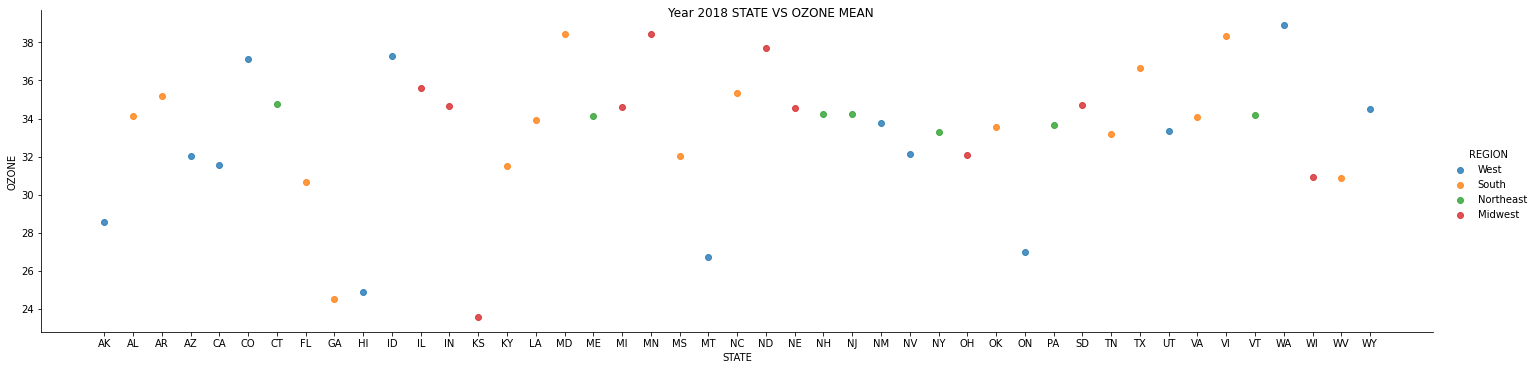 Year 2018 STATE VS OZONE MEAN
38
36
34
32
30
28
26
24
OZONE
AK AL AR AZ CA CO CT FL GA HI ID IL IN KS KY LA MD ME MI MN MS MT NC ND NE NH NJ NM NV NY OH OK ON PA SD TN TX UT VA VI VT WA WI WV WY
STATE
REGION
West
South
Northeast
Midwest